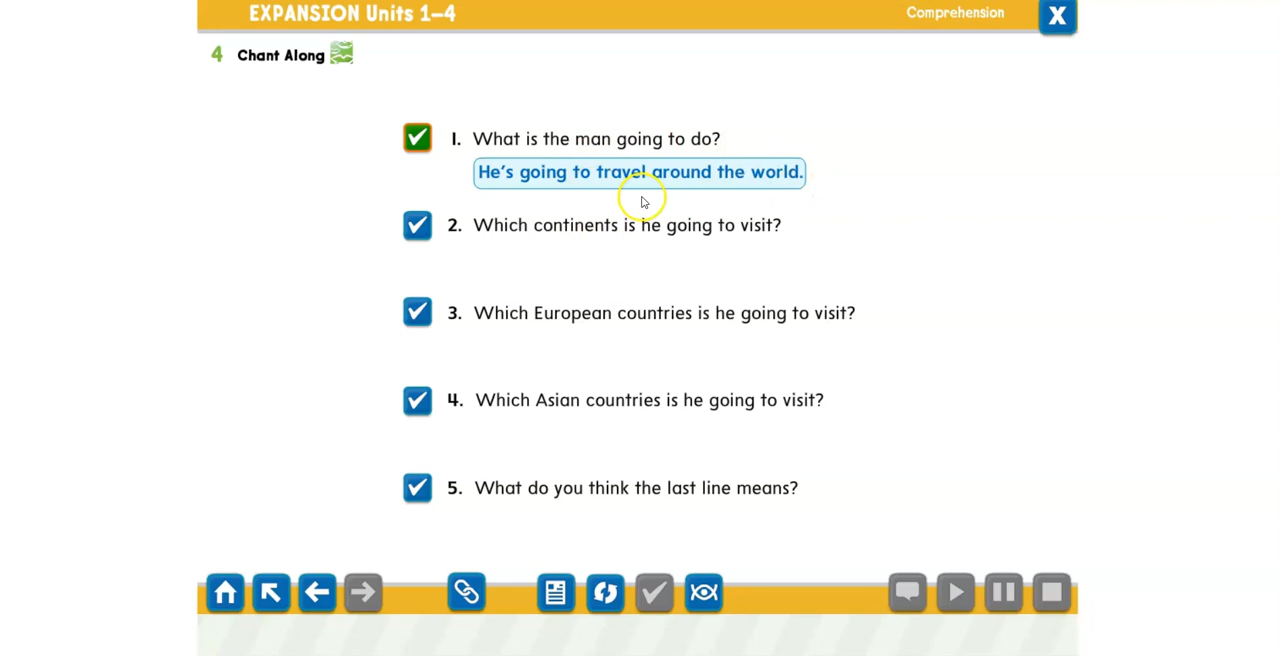 EXPANSION Units 1–4
Comprehension
X
4 Chant Along
1. What is the man going to do?
He's going to travel around the world.
2. Which continents is he going to visit?
3. Which European countries is he going to visit?
4. Which Asian countries is he going to visit?
5. What do you think the last line means?